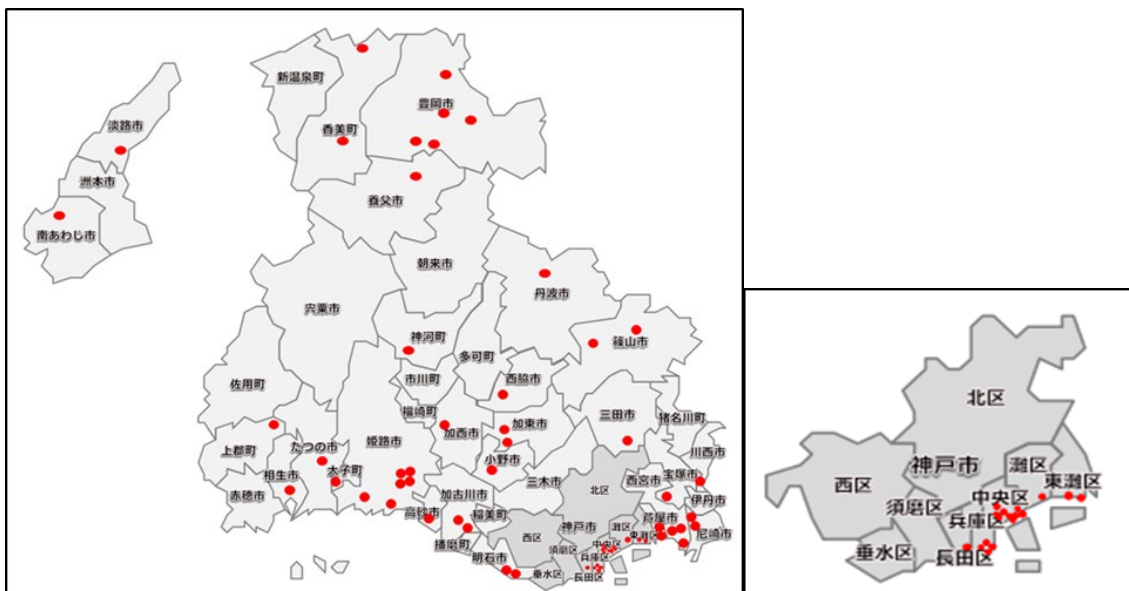 新温泉町
豊岡市
香美町
淡路市
洲本市
南あわじ市
養父市
朝来市
丹波市
宍粟市
神河町
多可町
篠山市
市川町
西脇市
佐用町
福崎町
加西市
加東市
三田市
猪名川町
上郡町
たつの市
姫路市
川西市
相生市
太子町
小野市
西宮市
宝塚市
赤穂市
加古川市
三木市
北区
伊丹市
高砂市
稲美町
芦屋市
播磨町
神戸市
灘区
東灘区
尼崎市
西区
明石市
須磨区
中央区
兵庫区
垂水区
長田区
北区
神戸市
灘区
西区
東灘区
中央区
須磨区
兵庫区
垂水区
長田区